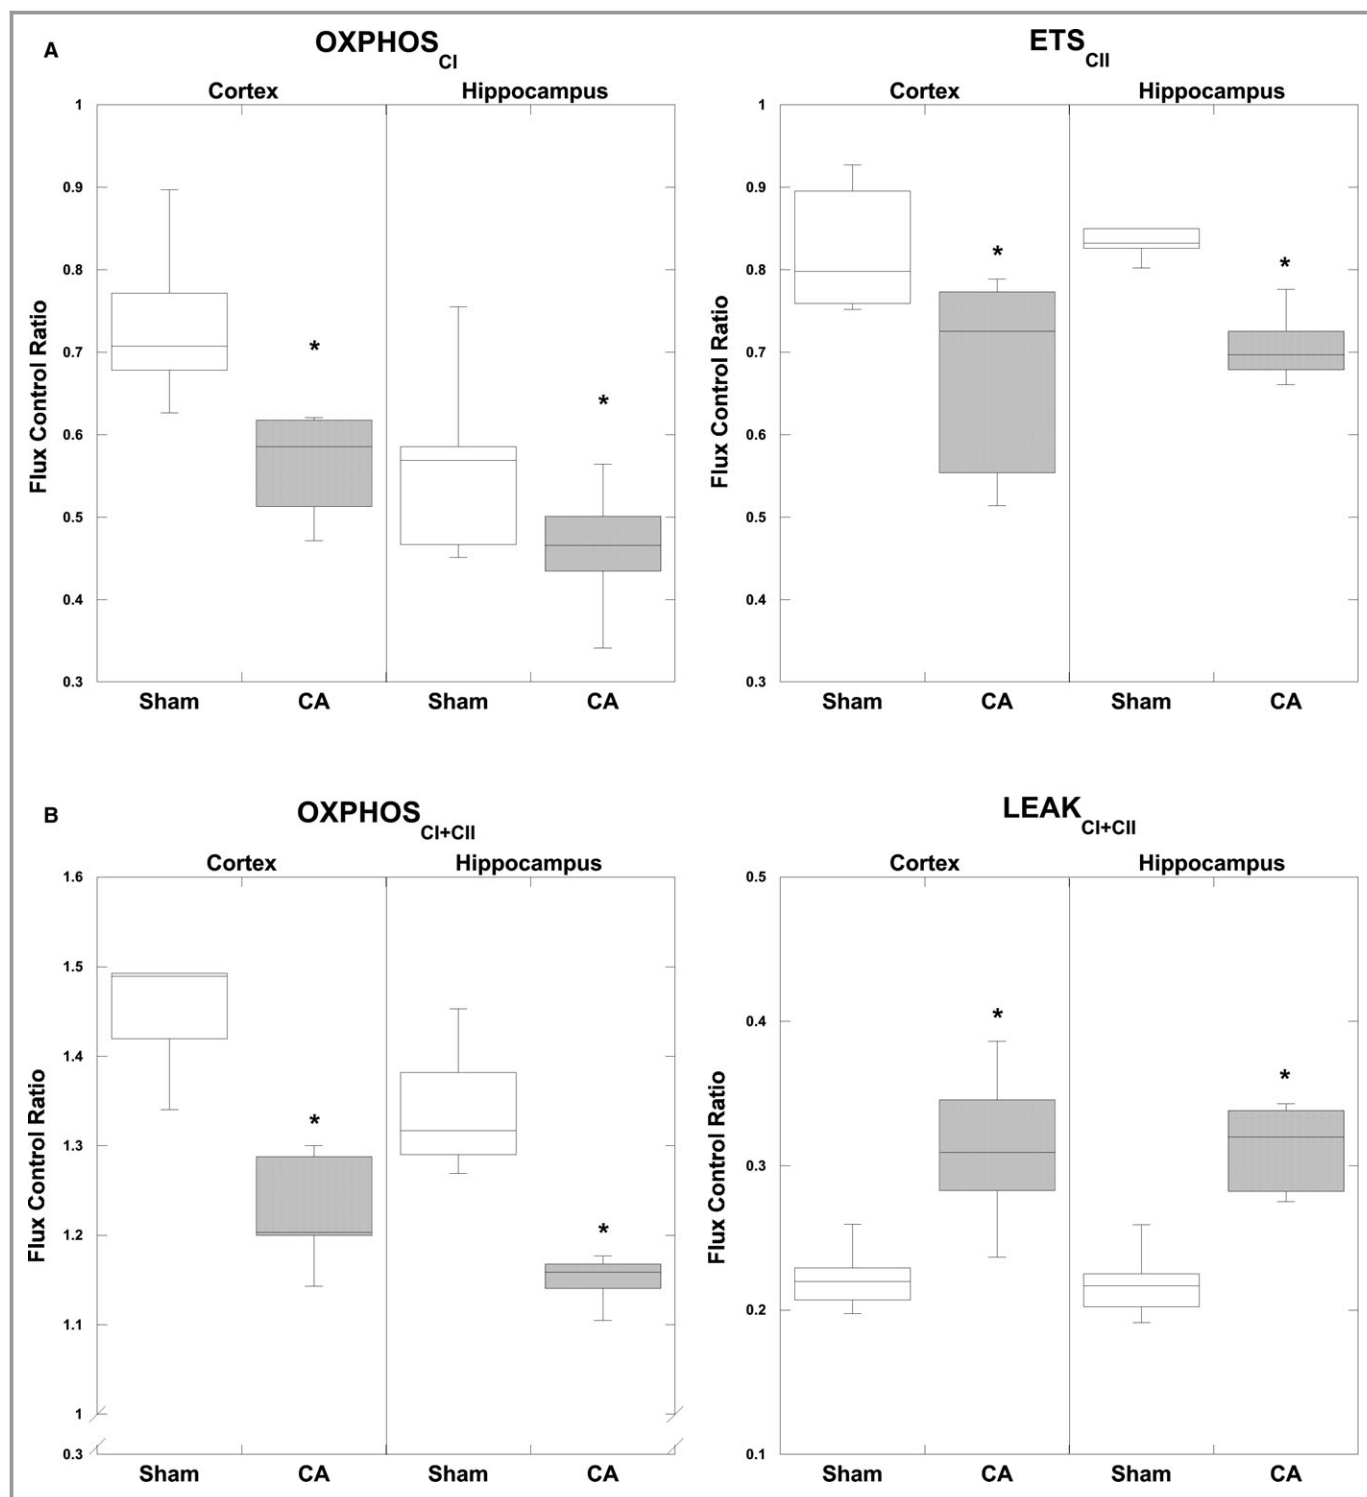 A
OXPHOS CI
Cortex Hippocampus
1
0.9
0.8
0.7
0.6
0.5
0.4
0.3
Flux Control Ratio
* *
Sham CA Sham CA
ETS CII
Cortex Hippocampus
1
0.9
0.8
0.7
0.6
0.5
0.4
0.3
Flux Control Ratio
* *
Sham CA Sham CA
B
OXPHOS CI+CII
Cortex Hippocampus
1.6
1.5
1.4
1.3
1.2
1.1
1
0.3
Flux Control Ratio
* *
Sham CA Sham CA
LEAK CI+CII
Cortex Hippocampus
0.5
0.4
0.3
0.2
0.1
Flux Control Ratio
* *
Sham CA Sham CA